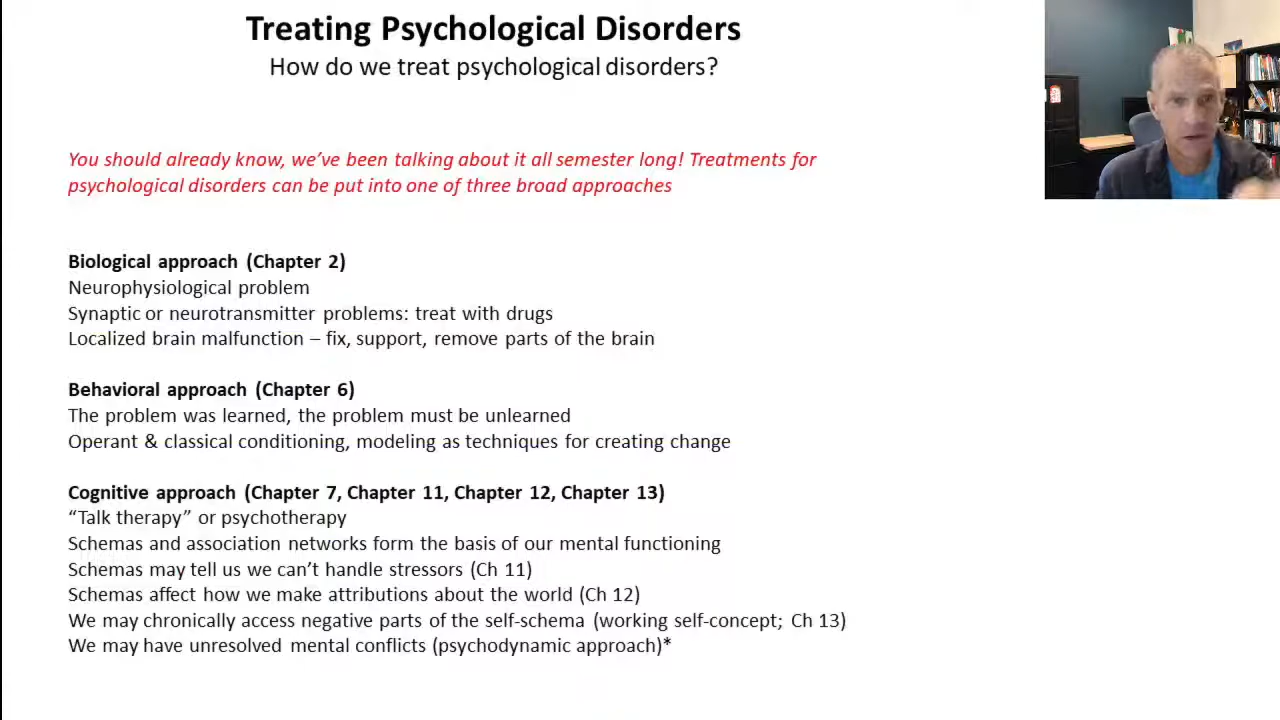 Treating Psychological Disorders
How do we treat psychological disorders?
You should already know, we’ve been talking about it all semester long! Treatments for
psychological disorders can be put into one of three broad approaches
Biological approach (Chapter 2)
Neurophysiological problem
Synaptic or neurotransmitter problems: treat with drugs
Localized brain malfunction – fix, support, remove parts of the brain
Behavioral approach (Chapter 6)
The problem was learned, the problem must be unlearned
Operant & classical conditioning, modeling as techniques for creating change
Cognitive approach (Chapter 7, Chapter 11, Chapter 12, Chapter 13)
“Talk therapy” or psychotherapy
Schemas and association networks form the basis of our mental functioning
Schemas may tell us we can’t handle stressors (Ch 11)
Schemas affect how we make attributions about the world (Ch 12)
We may chronically access negative parts of the self-schema (working self-concept; Ch 13)
We may have unresolved mental conflicts (psychodynamic approach)*